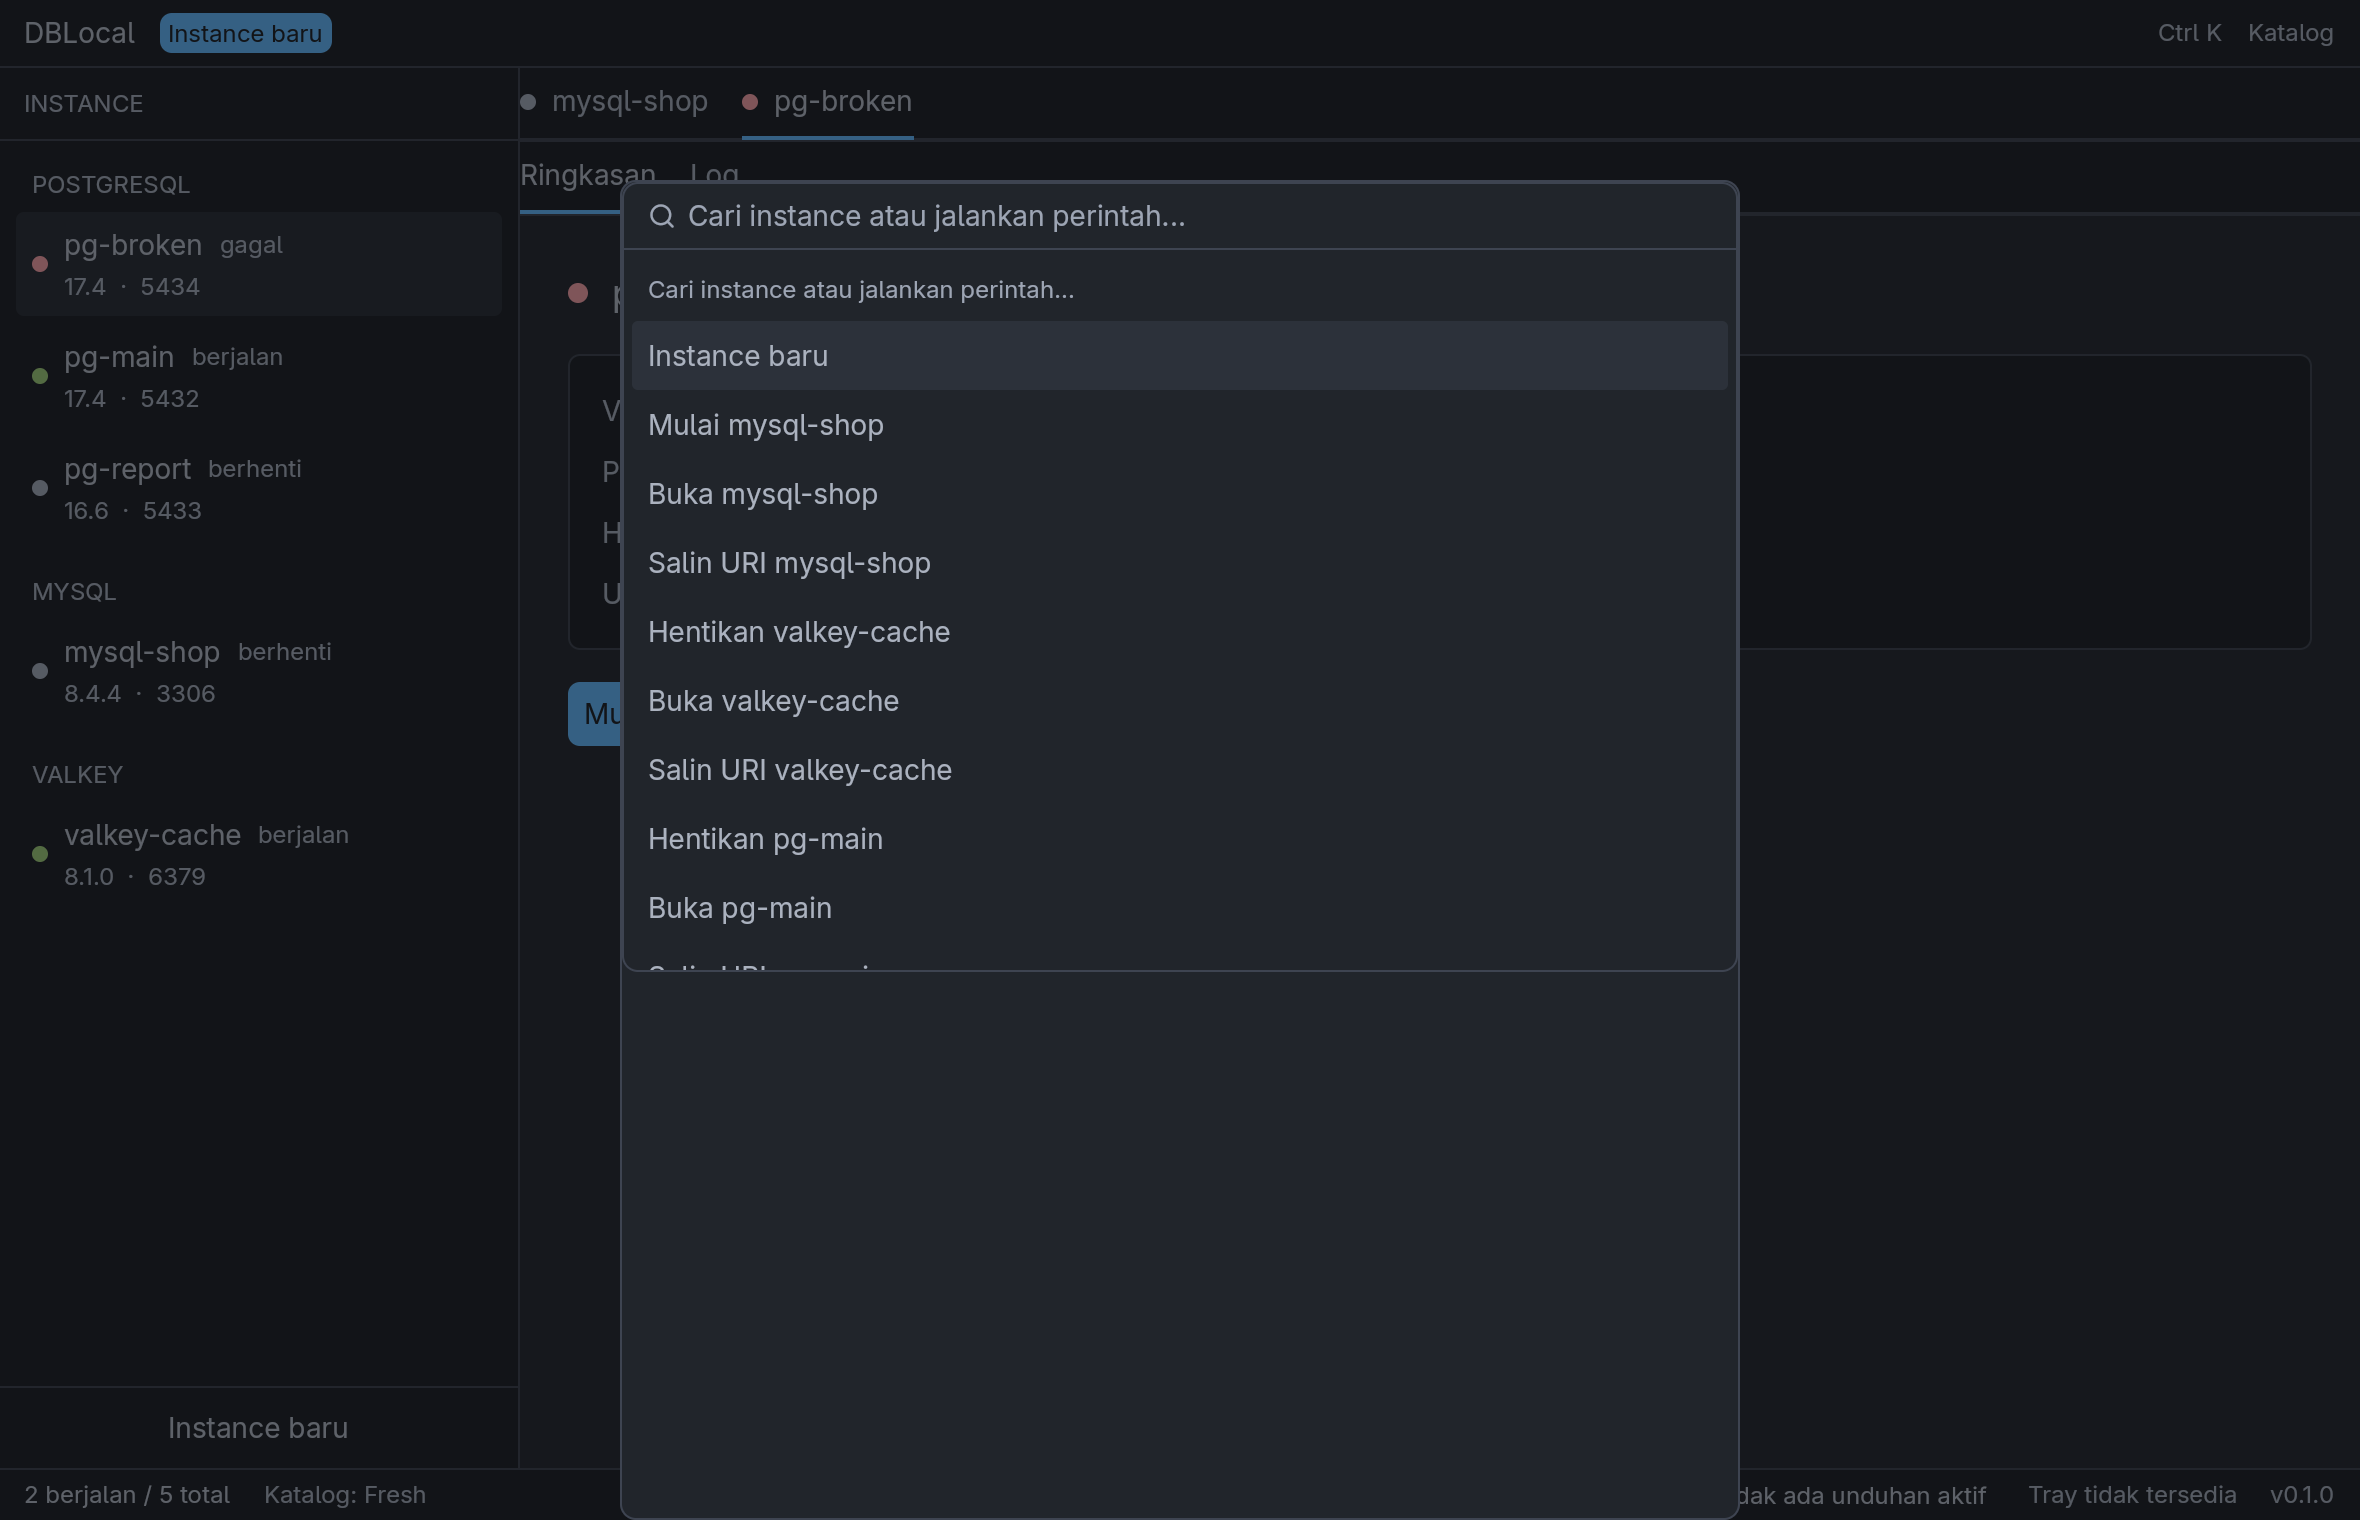 DBLocal Instance baru Ctrl K Katalog
INSTANCE
mysql-shop pg-broken
Ringkasan Log
POSTGRESQL
pg-broken gagal
17.4 · 5434
pg-main berjalan
17.4 · 5432
pg-report berhenti
16.6 · 5433
MYSQL
mysql-shop berhenti
8.4.4 · 3306
VALKEY
valkey-cache berjalan
8.1.0 · 6379
Instance baru
Cari instance atau jalankan perintah...
Cari instance atau jalankan perintah...
Instance baru
Mulai mysql-shop
Buka mysql-shop
Salin URI mysql-shop
Hentikan valkey-cache
Buka valkey-cache
Salin URI valkey-cache
Hentikan pg-main
Buka pg-main
2 berjalan / 5 total Katalog: Fresh ada unduhan aktif Tray tidak tersedia v0.1.0